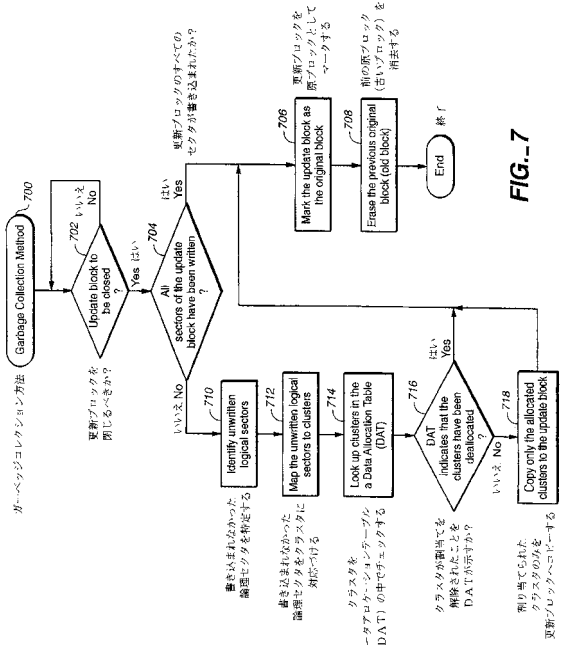 ガーベッジコレクション方法
Garbage Collection Method
700
更新ブロックを
閉じるべきか?
Update block to
be closed
?
702
いいえ
No
Yes はい
更新ブロックのすべての
セクタが書き込まれたか?
All
sectors of the update
block have been written
?
704
はい
Yes
いいえ No
書き込まれなかった
論理セクタを特定する
Identify unwritten
logical sectors
710
書き込まれなかった
論理セクタをクラスタに
対応づける
Map the unwritten logical
sectors to clusters
712
クラスタを
ータアロケーションテーブル
DAT)の中でチェックする
Look up clusters in the
a Data Allocation Table
(DAT)
714
クラスタが割当てを
解除されたことを
DATが示すか?
DAT
indicates that the
clusters have been
deallocated
?
716
はい
Yes
いいえ No
割り当てられた
クラスタのみを
更新ブロックへコピーする
Copy only the allocated
clusters to the update block
718
更新ブロックを
原ブロックとして
マークする
706
Mark the update block as
the original block
前の原ブロック
(古いブロック)を
消去する
708
Erase the previous original
block (old block)
End
終了
FIG._7